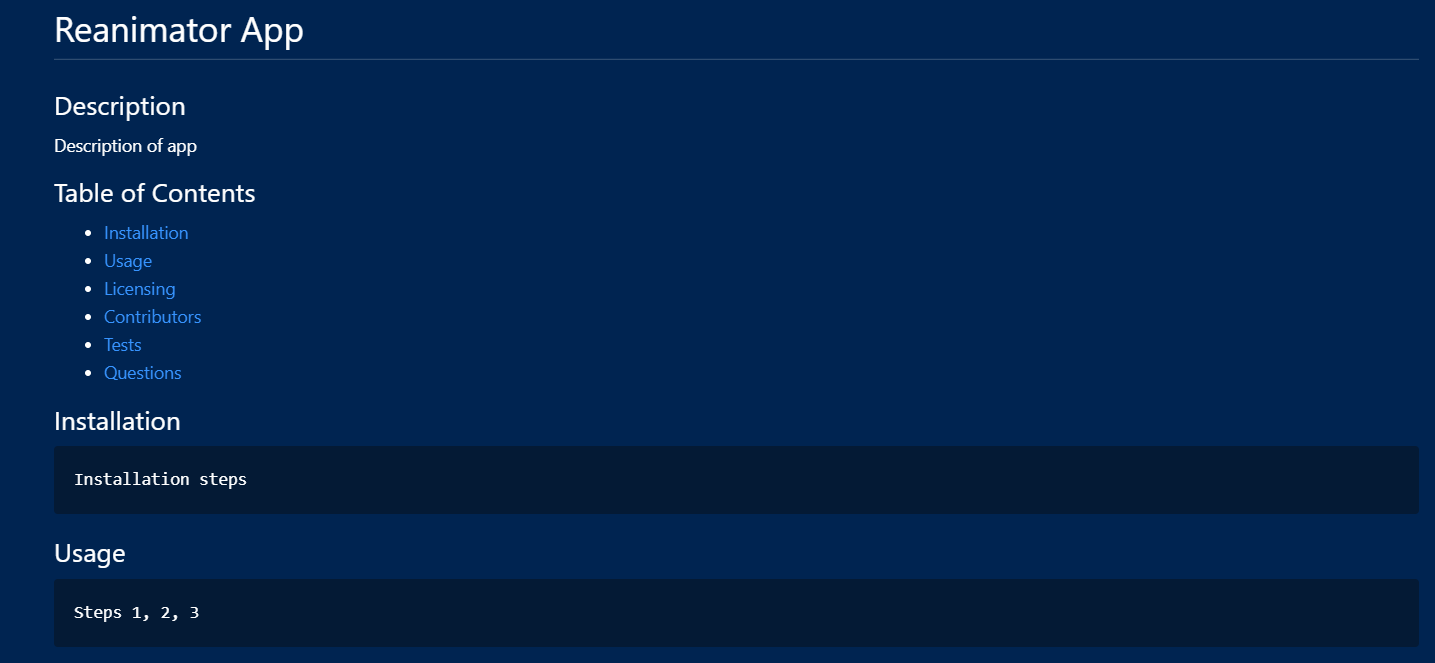 Reanimator App
Description
Description of app
Table of Contents
Installation
Usage
Licensing
Contributors
Tests
Questions
Installation
Installation steps
Usage
Steps 1, 2, 3